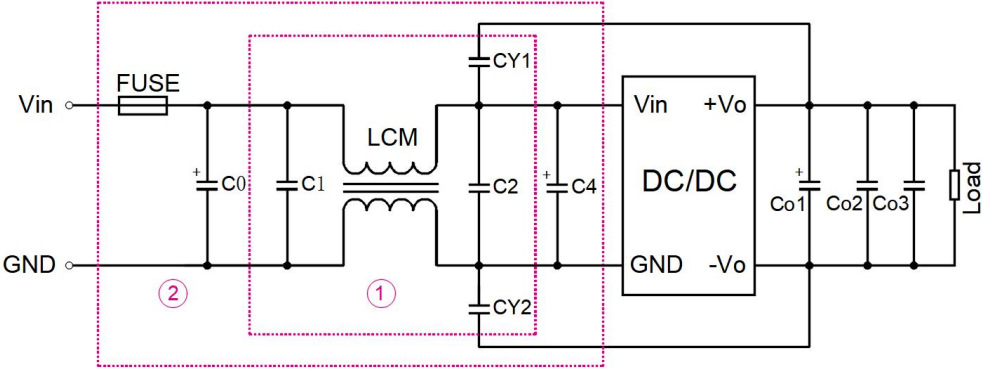 CY1
FUSE
Vin
LCM
Vin
+Vo
+
C0
C1
C2
+
C4
DC/DC
+
Co1
Co2
Co3
Load
GND
GND
-Vo
2
1
CY2